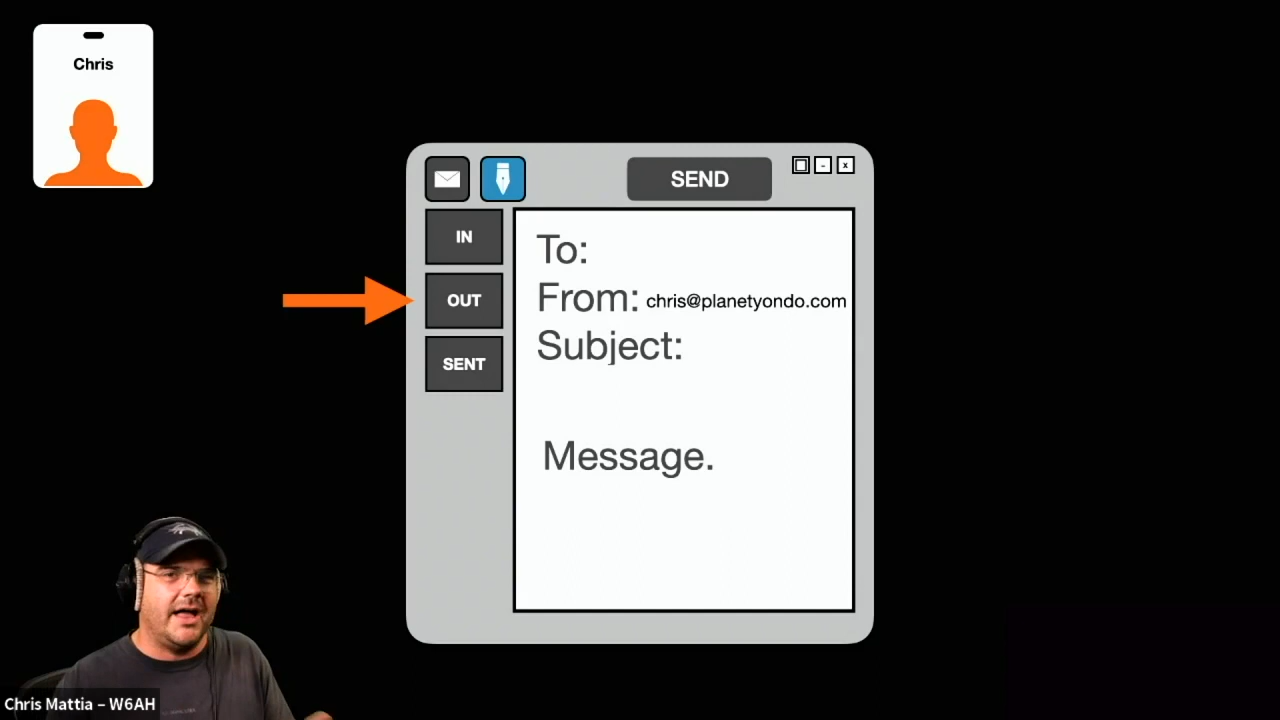 Chris
SEND
IN
OUT
SENT
To:
From: chris@planetyondo.com
Subject:
Message.
Chris Mattia – W6AH